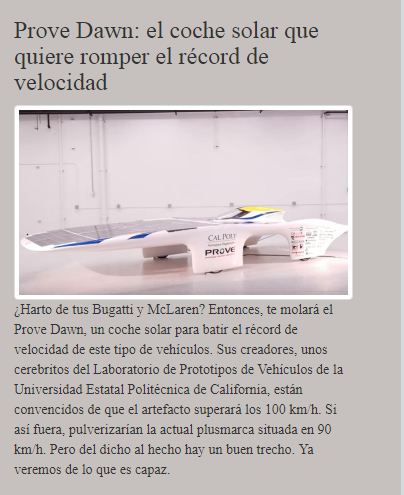 Prove Dawn: el coche solar que
quiere romper el récord de
velocidad
CAL POLY
PROVE
¿Harto de tus Bugatti y McLaren? Entonces, te molará el
Prove Dawn, un coche solar para batir el récord de
velocidad de este tipo de vehículos. Sus creadores, unos
cerebritos del Laboratorio de Prototipos de Vehículos de la
Universidad Estatal Politécnica de California, están
convencidos de que el artefacto superará los 100 km/h. Si
así fuera, pulverizarían la actual plusmarca situada en 90
km/h. Pero del dicho al hecho hay un buen trecho. Ya
veremos de lo que es capaz.